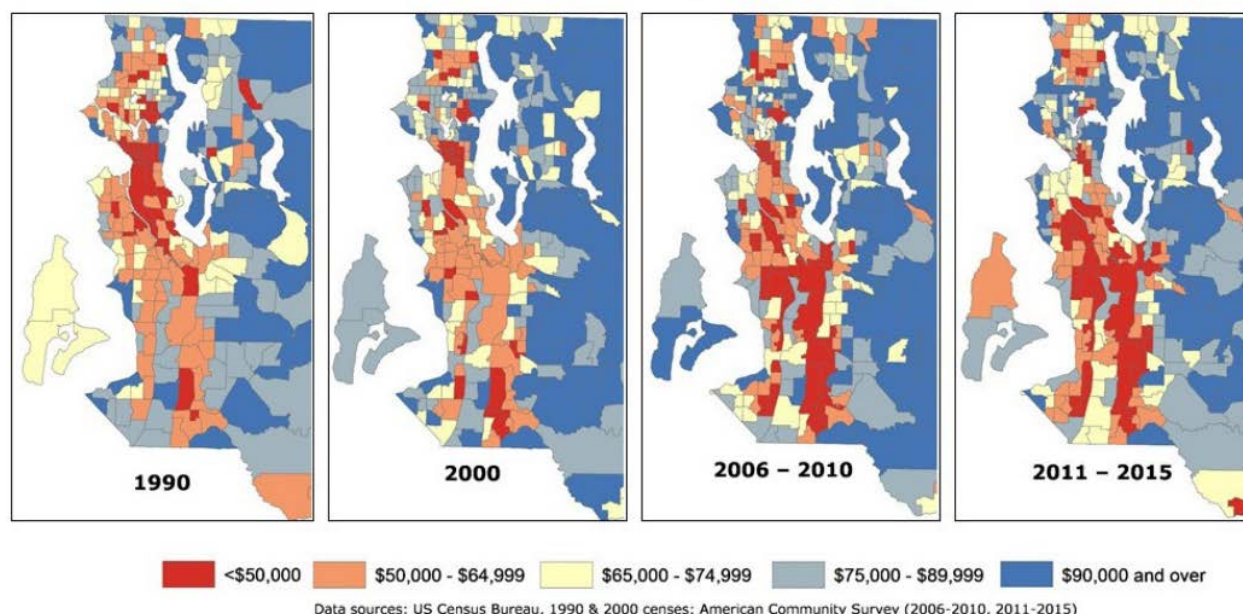 1990
2000
2006 – 2010
2011 – 2015
<$50,000
$50,000 - $64,999
$65,000 - $74,999
$75,000 - $89,999
$90,000 and over
Data sources: US Census Bureau, 1990 & 2000 censes; American Community Survey (2006-2010, 2011-2015)